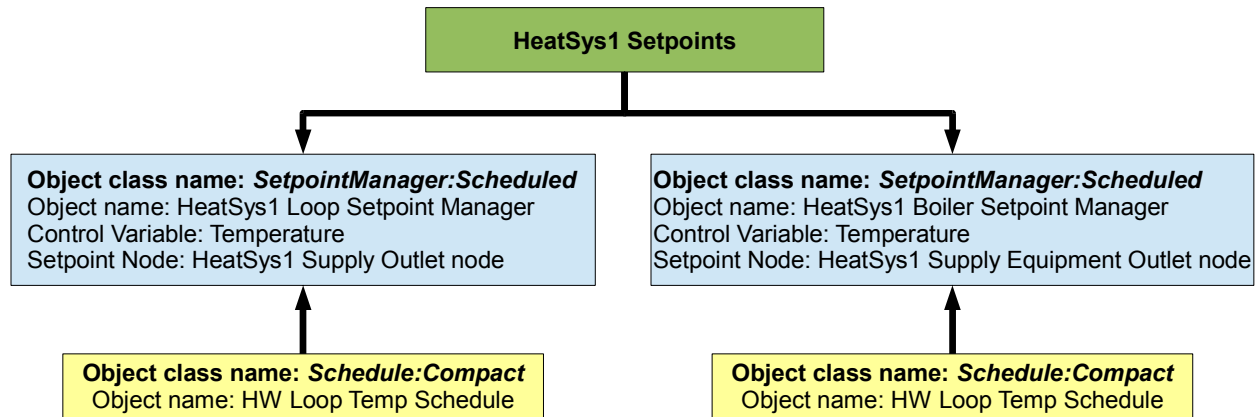 HeatSys1 Setpoints
Object class name: SetpointManager:Scheduled
Object name: HeatSys1 Loop Setpoint Manager
Control Variable: Temperature
Setpoint Node: HeatSys1 Supply Outlet node
Object class name: SetpointManager:Scheduled
Object name: HeatSys1 Boiler Setpoint Manager
Control Variable: Temperature
Setpoint Node: HeatSys1 Supply Equipment Outlet node
Object class name: Schedule:Compact
Object name: HW Loop Temp Schedule
Object class name: Schedule:Compact
Object name: HW Loop Temp Schedule